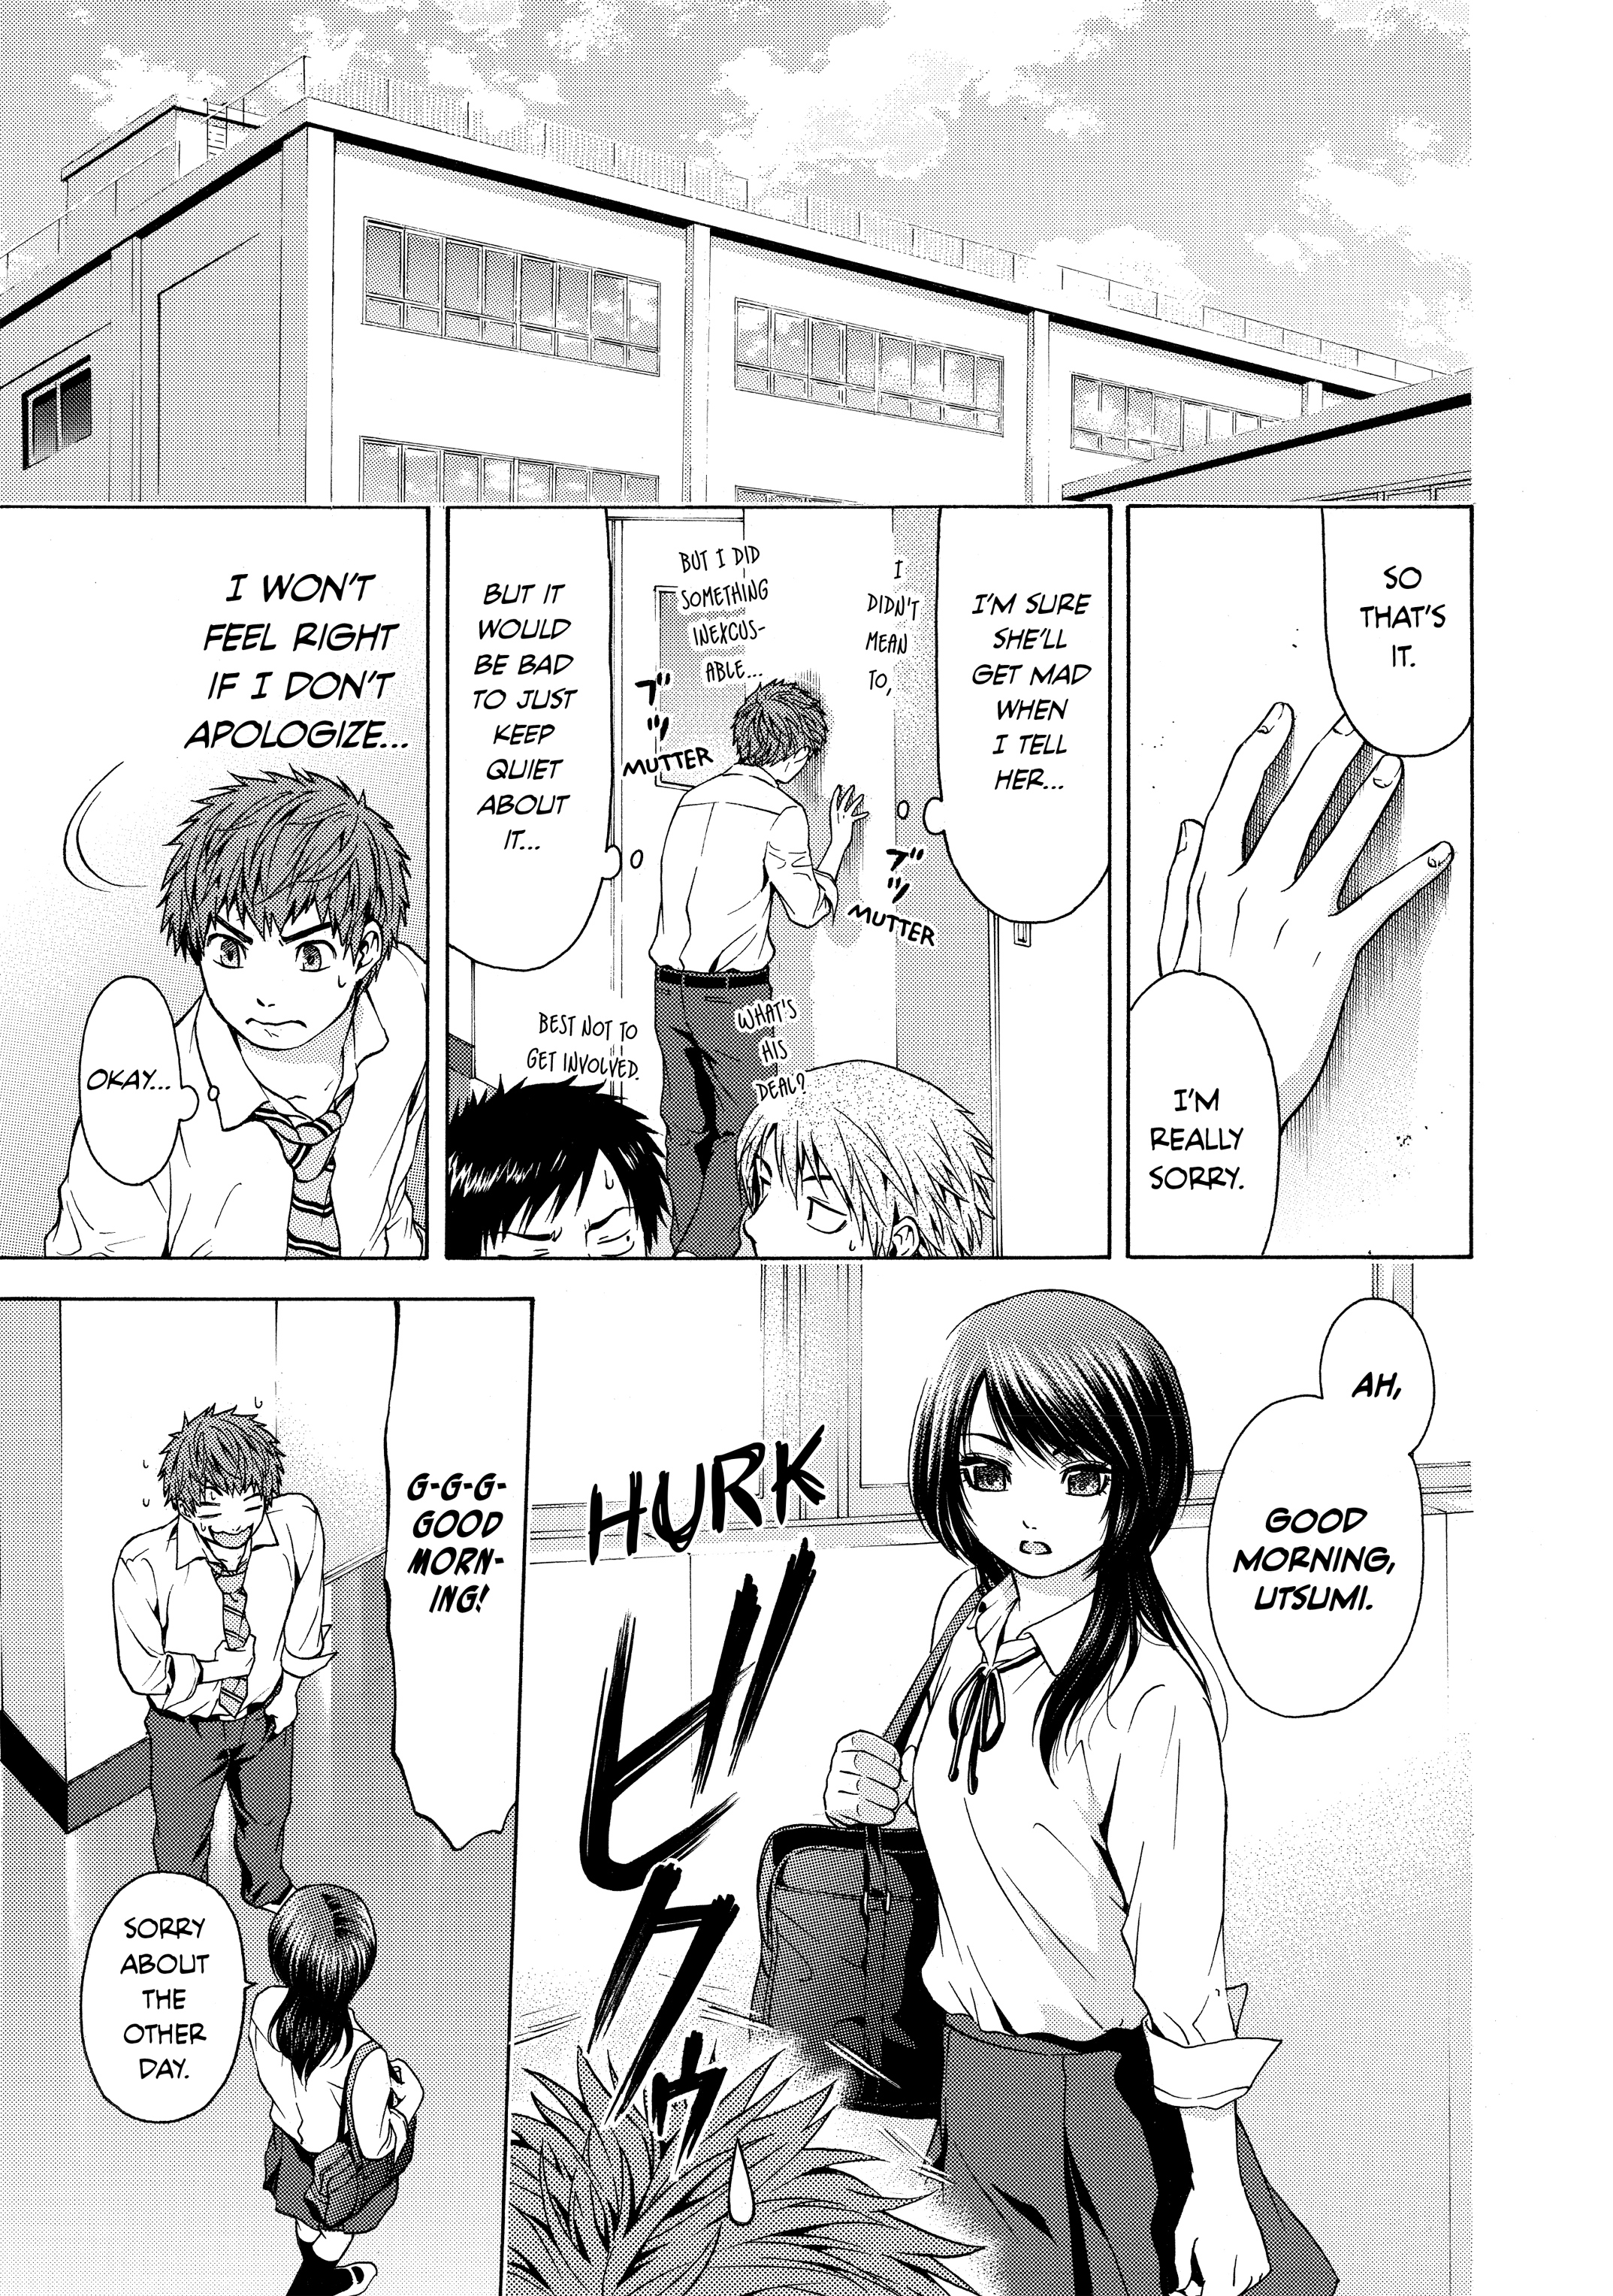 SO
THAT'S
IT.
I'M
REALLY
SORRY.
I'M SURE
SHE'LL
GET MAD
WHEN
I TELL
HER...
I
DIDN'T
MEAN
TO,
BUT I DID
SOMETHING
INEXCUS-
ABLE...
ブツ
MUTTER
ブツ
MUTTER
BUT IT
WOULD
BE BAD
TO JUST
KEEP
QUIET
ABOUT
IT...
WHAT'S
HIS
DEAL?
BEST NOT TO
GET INVOLVED.
I WON'T
FEEL RIGHT
IF I DON'T
APOLOGIZE...
OKAY...
AH,
GOOD
MORNING,
UTSUMI.
HURK
ビクゥ
G-G-G-
GOOD
MORN-
ING!
SORRY
ABOUT
THE
OTHER
DAY.